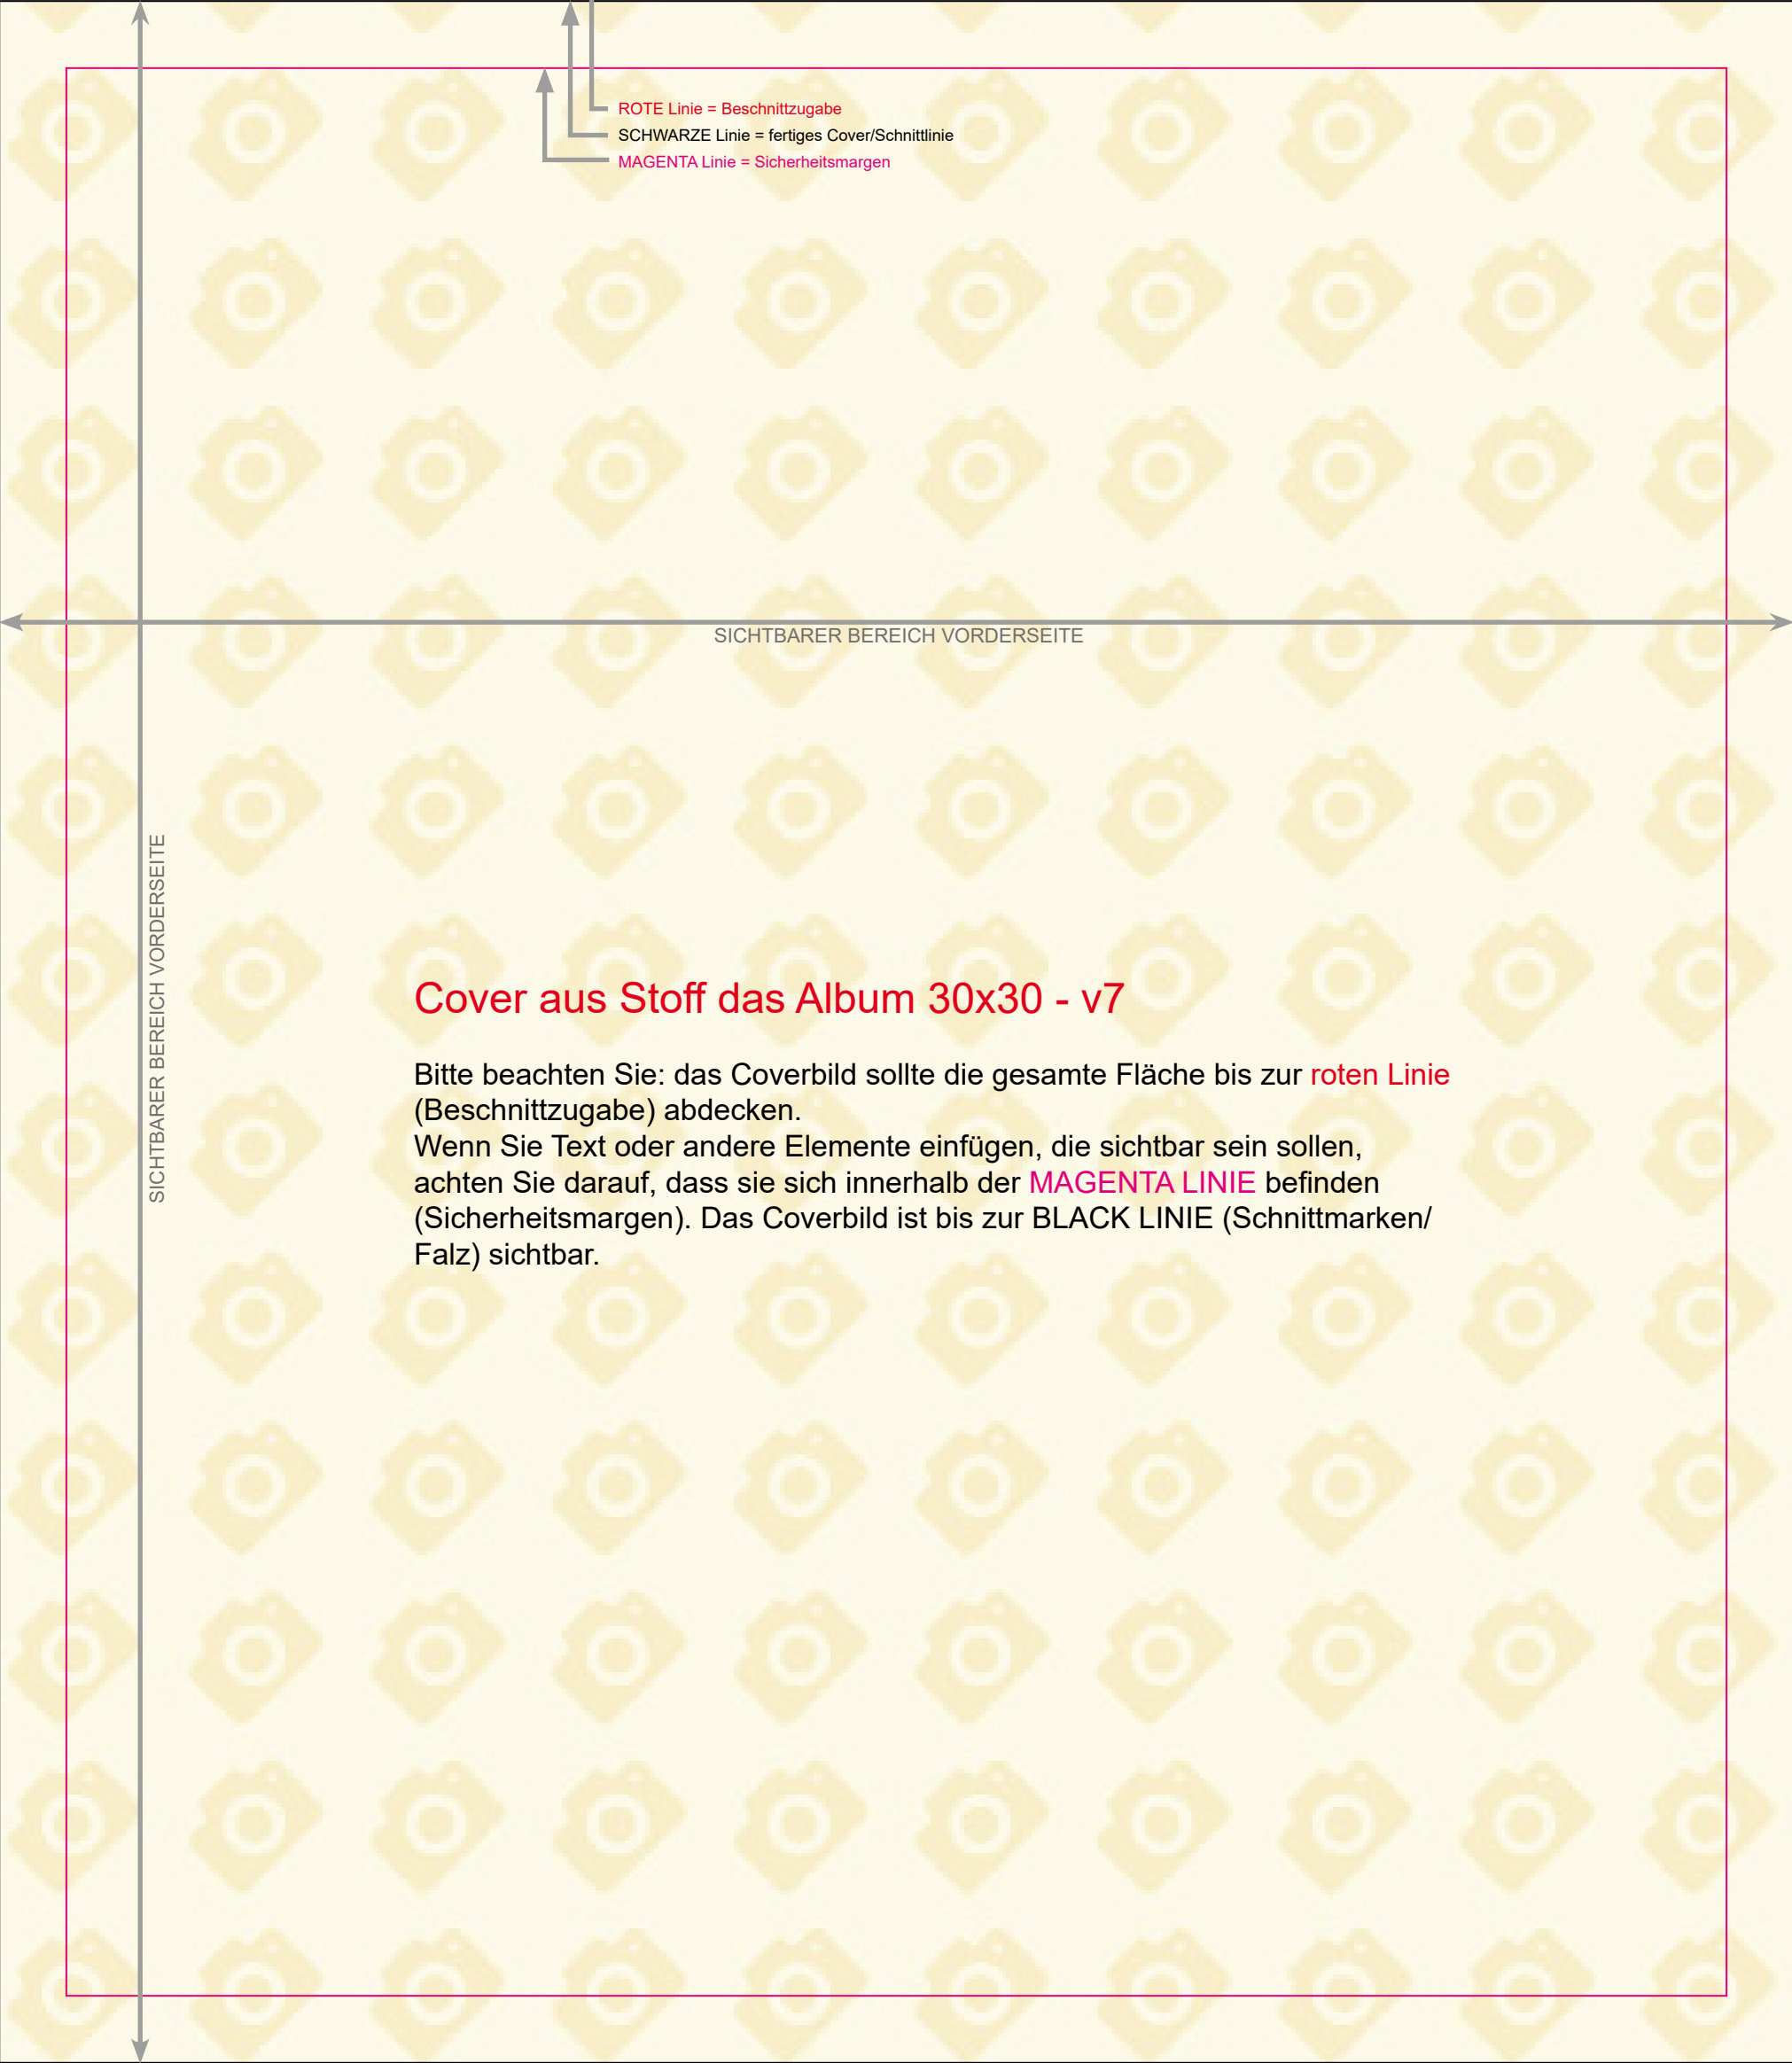 ROTE Linie = Beschnittzugabe
SCHWARZE Linie = fertiges Cover/Schnittlinie
MAGENTA Linie = Sicherheitsmargen
SICHTBARER BEREICH VORDERSEITE
SICHTBARER BEREICH VORDERSEITE
Cover aus Stoff das Album 30x30 - v7
Bitte beachten Sie: das Coverbild sollte die gesamte Fläche bis zur roten Linie
(Beschnittzugabe) abdecken.
Wenn Sie Text oder andere Elemente einfügen, die sichtbar sein sollen,
achten Sie darauf, dass sie sich innerhalb der MAGENTA LINIE befinden
(Sicherheitsmargen). Das Coverbild ist bis zur BLACK LINIE (Schnittmarken/
Falz) sichtbar.